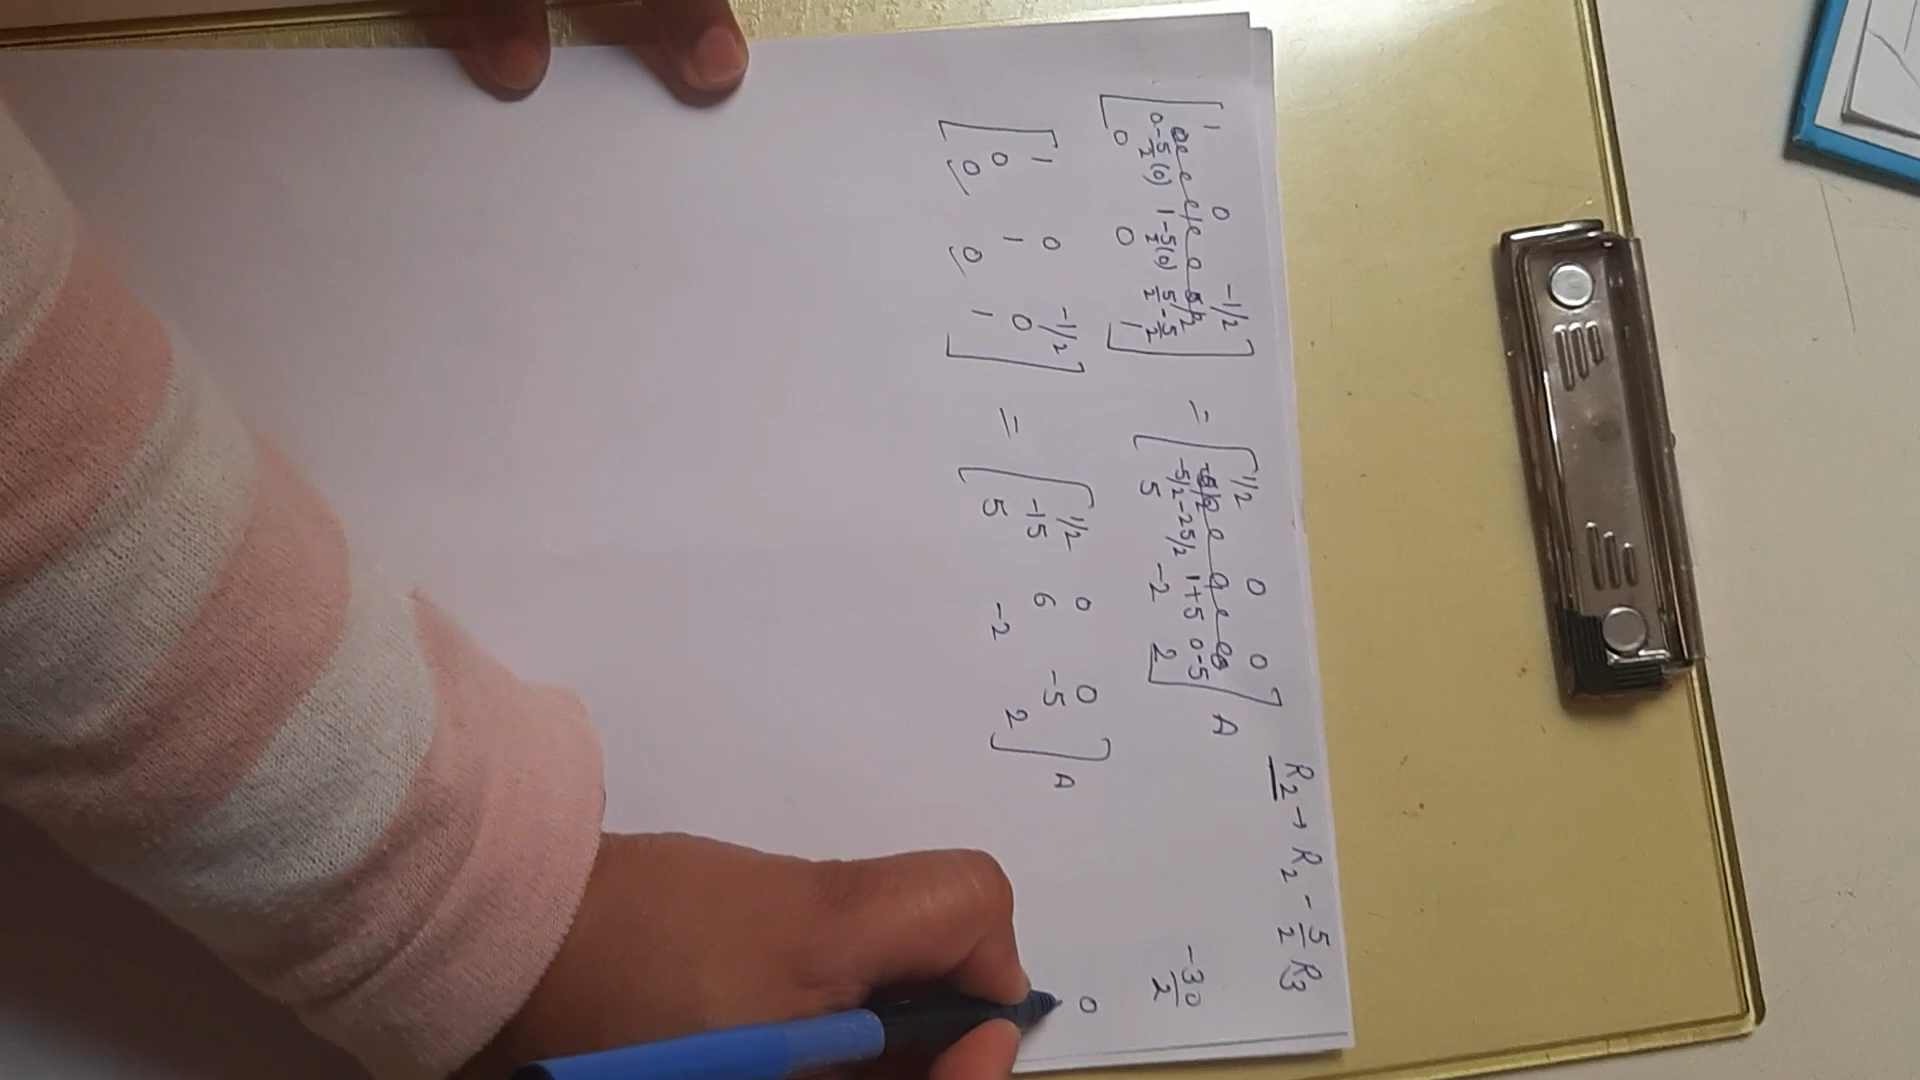 R2 → R2 - 5/2 R3
[ 1 0 -1/2
0-5/2(0) 1-5/2(0) 5/2-5/2
0 0 1 ] = [ 1/2 0 0
-5/2-25/2 1+5 0-5
5 -2 2 ] A
-30/2
[ 1 0 -1/2
0 1 0
0 0 1 ] = [ 1/2 0 0
-15 6 -5
5 -2 2 ] A
0